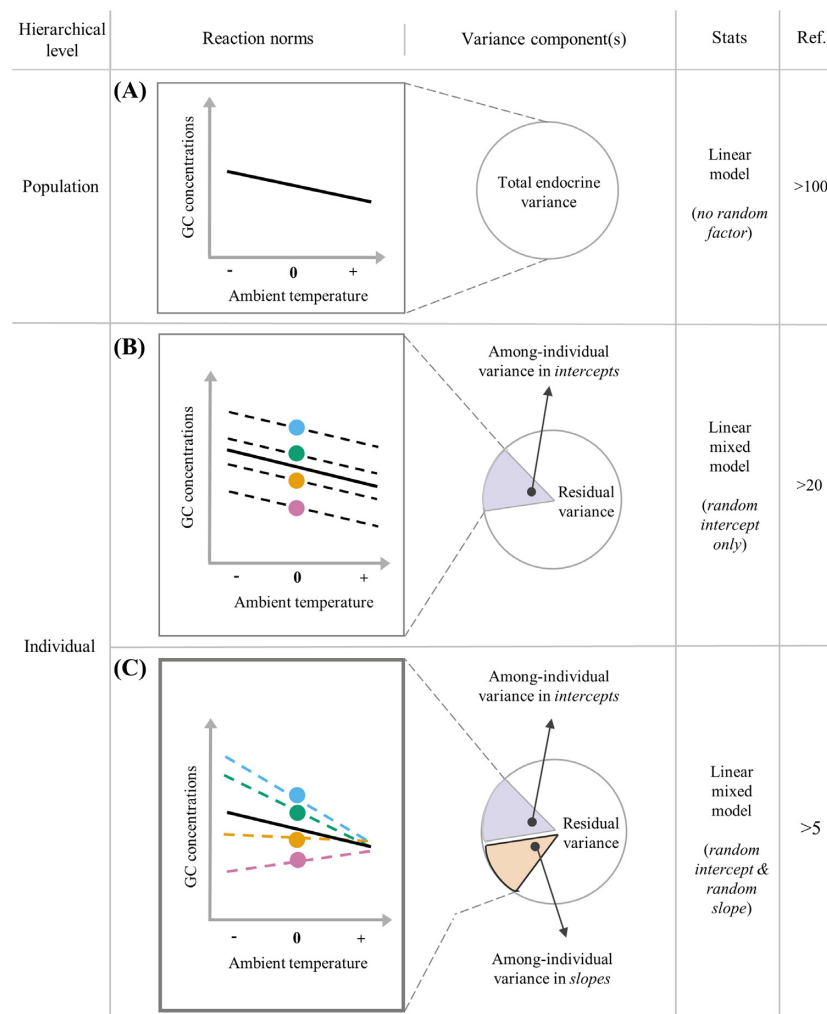 Hierarchical
level
Reaction norms
Variance component(s)
Stats
Ref.
Population
(A)
GC concentrations
-
0
+
Ambient temperature
Total endocrine
variance
Linear
model
(no random
factor)
>100
Individual
(B)
GC concentrations
-
0
+
Ambient temperature
Among-individual
variance in intercepts
Residual
variance
Linear
mixed
model
(random
intercept
only)
>20
(C)
GC concentrations
-
0
+
Ambient temperature
Among-individual
variance in intercepts
Residual
variance
Among-individual
variance in slopes
Linear
mixed
model
(random
intercept &
random
slope)
>5